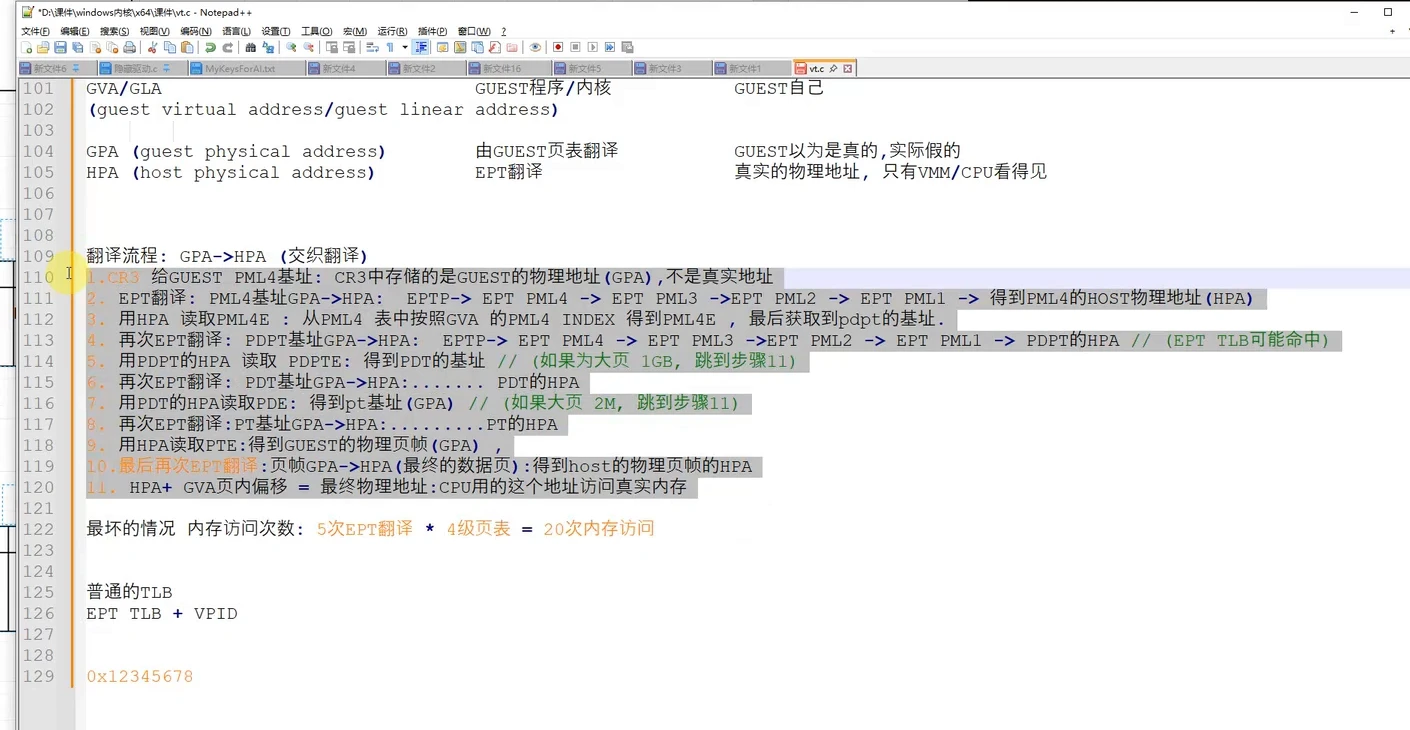 *D:\课件\windows内核\x64\课件\vt.c - Notepad++
文件(F) 编辑(E) 搜索(S) 视图(V) 编码(N) 语言(L) 设置(T) 工具(O) 宏(M) 运行(R) 插件(P) 窗口(W) ?
新文件6 隐藏驱动.c MyKeysForAI.txt 新文件4 新文件2 新文件16 新文件5 新文件3 新文件1 vt.c
101 GVA/GLA GUEST程序/内核 GUEST自己
102 (guest virtual address/guest linear address)
103
104 GPA (guest physical address) 由GUEST页表翻译 GUEST以为是真的,实际假的
105 HPA (host physical address) EPT翻译 真实的物理地址, 只有VMM/CPU看得见
106
107
108
109 翻译流程: GPA->HPA (交织翻译)
110 1.CR3 给GUEST PML4基址: CR3中存储的是GUEST的物理地址(GPA),不是真实地址
111 2. EPT翻译: PML4基址GPA->HPA: EPTP-> EPT PML4 -> EPT PML3 ->EPT PML2 -> EPT PML1 -> 得到PML4的HOST物理地址(HPA)
112 3. 用HPA 读取PML4E : 从PML4 表中按照GVA 的PML4 INDEX 得到PML4E , 最后获取到pdpt的基址.
113 4. 再次EPT翻译: PDPT基址GPA->HPA: EPTP-> EPT PML4 -> EPT PML3 ->EPT PML2 -> EPT PML1 -> PDPT的HPA // (EPT TLB可能命中)
114 5. 用PDPT的HPA 读取 PDPTE: 得到PDT的基址 // (如果为大页 1GB, 跳到步骤11)
115 6. 再次EPT翻译: PDT基址GPA->HPA:....... PDT的HPA
116 7. 用PDT的HPA读取PDE: 得到pt基址(GPA) // (如果大页 2M, 跳到步骤11)
117 8. 再次EPT翻译:PT基址GPA->HPA:.........PT的HPA
118 9. 用HPA读取PTE:得到GUEST的物理页帧(GPA) ,
119 10.最后再次EPT翻译:页帧GPA->HPA(最终的数据页):得到host的物理页帧的HPA
120 11. HPA+ GVA页内偏移 = 最终物理地址:CPU用的这个地址访问真实内存
121
122 最坏的情况 内存访问次数: 5次EPT翻译 * 4级页表 = 20次内存访问
123
124
125 普通的TLB
126 EPT TLB + VPID
127
128
129 0x12345678